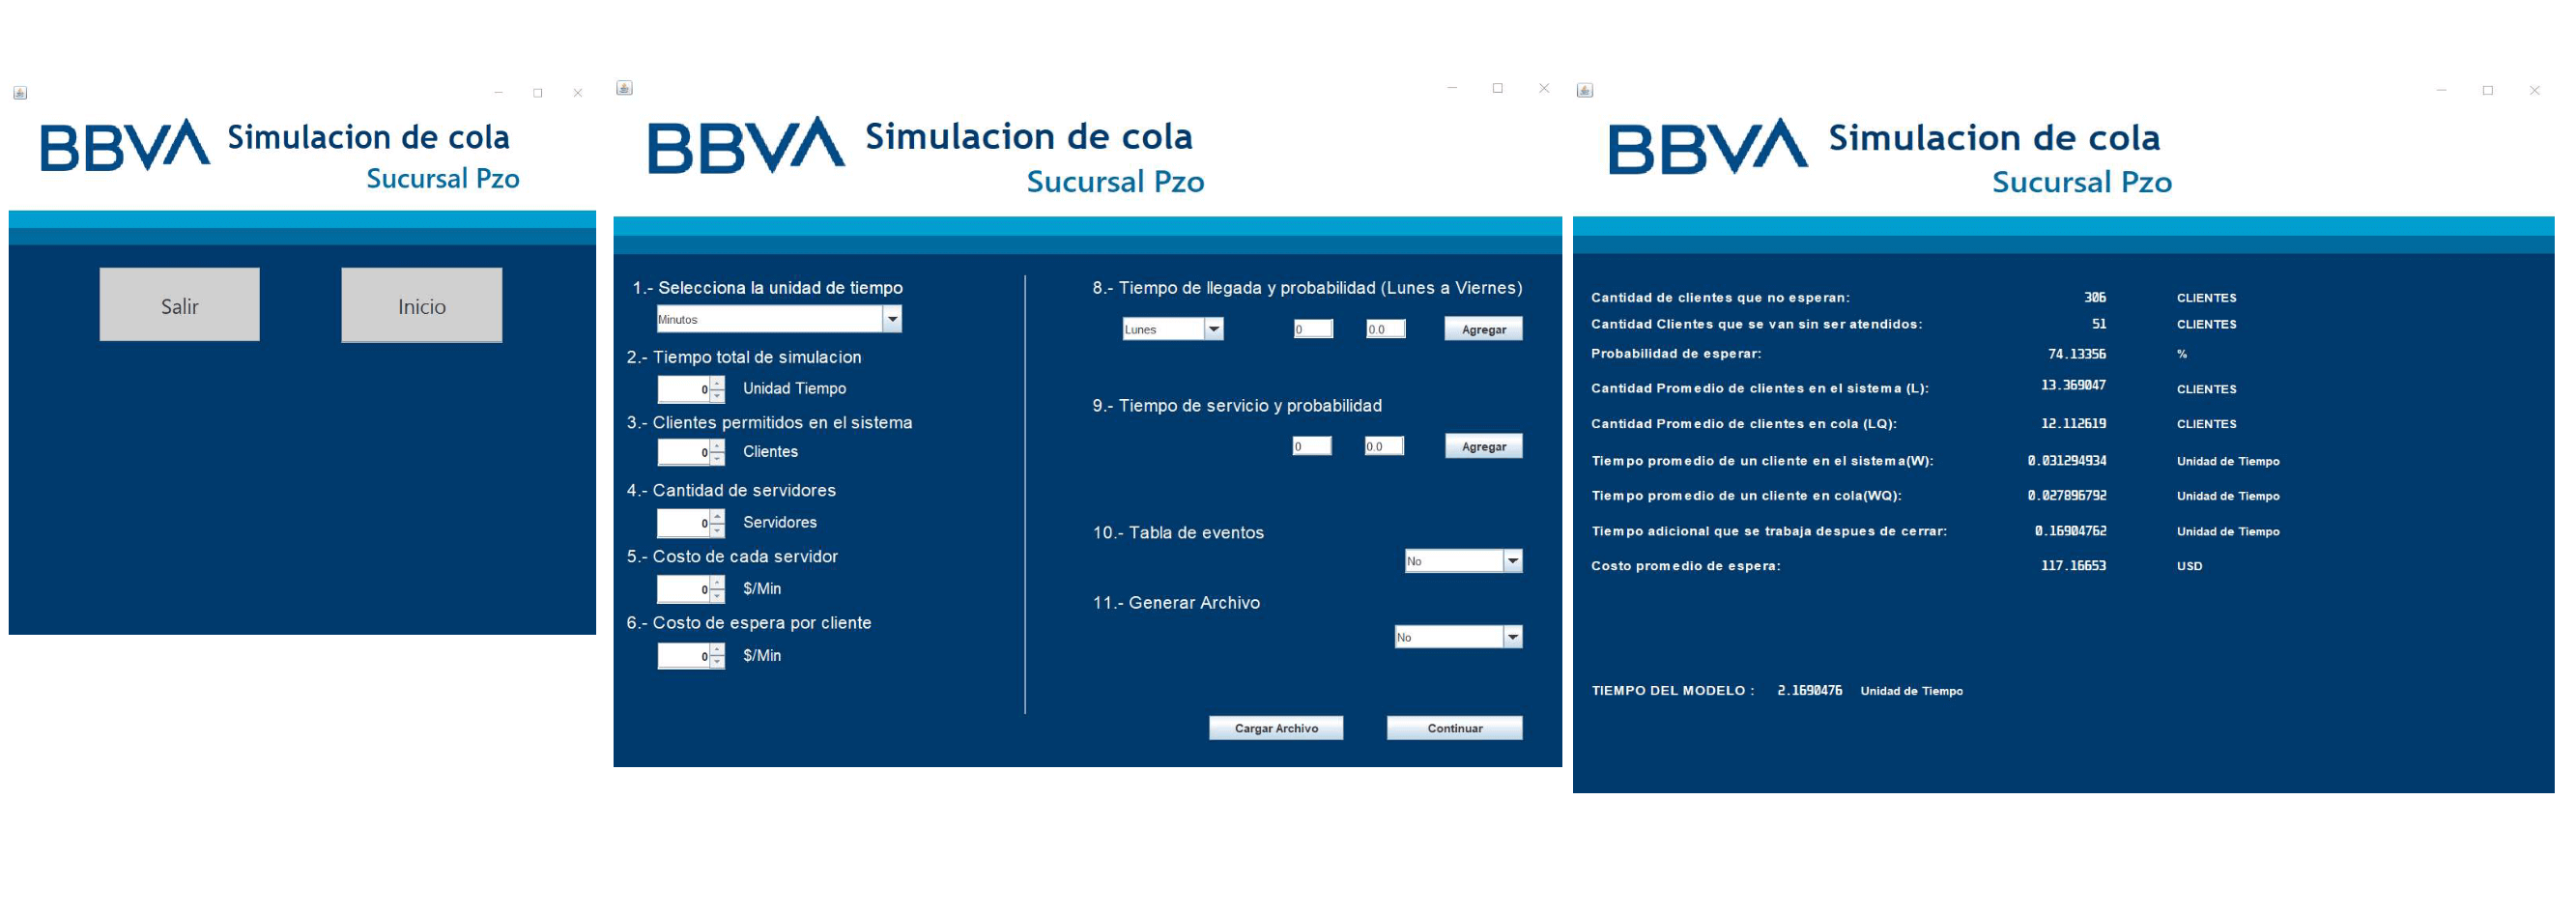 BBVA Simulacion de cola
Sucursal Pzo
Salir
Inicio
BBVA Simulacion de cola
Sucursal Pzo
1.- Selecciona la unidad de tiempo
Minutos
2.- Tiempo total de simulacion
0 Unidad Tiempo
3.- Clientes permitidos en el sistema
0 Clientes
4.- Cantidad de servidores
0 Servidores
5.- Costo de cada servidor
0 $/Min
6.- Costo de espera por cliente
0 $/Min
8.- Tiempo de llegada y probabilidad (Lunes a Viernes)
Lunes 0 0.0 Agregar
9.- Tiempo de servicio y probabilidad
0 0.0 Agregar
10.- Tabla de eventos
No
11.- Generar Archivo
No
Cargar Archivo Continuar
BBVA Simulacion de cola
Sucursal Pzo
Cantidad de clientes que no esperan: 306 CLIENTES
Cantidad Clientes que se van sin ser atendidos: 51 CLIENTES
Probabilidad de esperar: 74.13356 %
Cantidad Promedio de clientes en el sistema (L): 13.369047 CLIENTES
Cantidad Promedio de clientes en cola (LQ): 12.112619 CLIENTES
Tiempo promedio de un cliente en el sistema(W): 0.031294934 Unidad de Tiempo
Tiempo promedio de un cliente en cola(WQ): 0.027896792 Unidad de Tiempo
Tiempo adicional que se trabaja despues de cerrar: 0.16904762 Unidad de Tiempo
Costo promedio de espera: 117.16653 USD
TIEMPO DEL MODELO : 2.1690476 Unidad de Tiempo